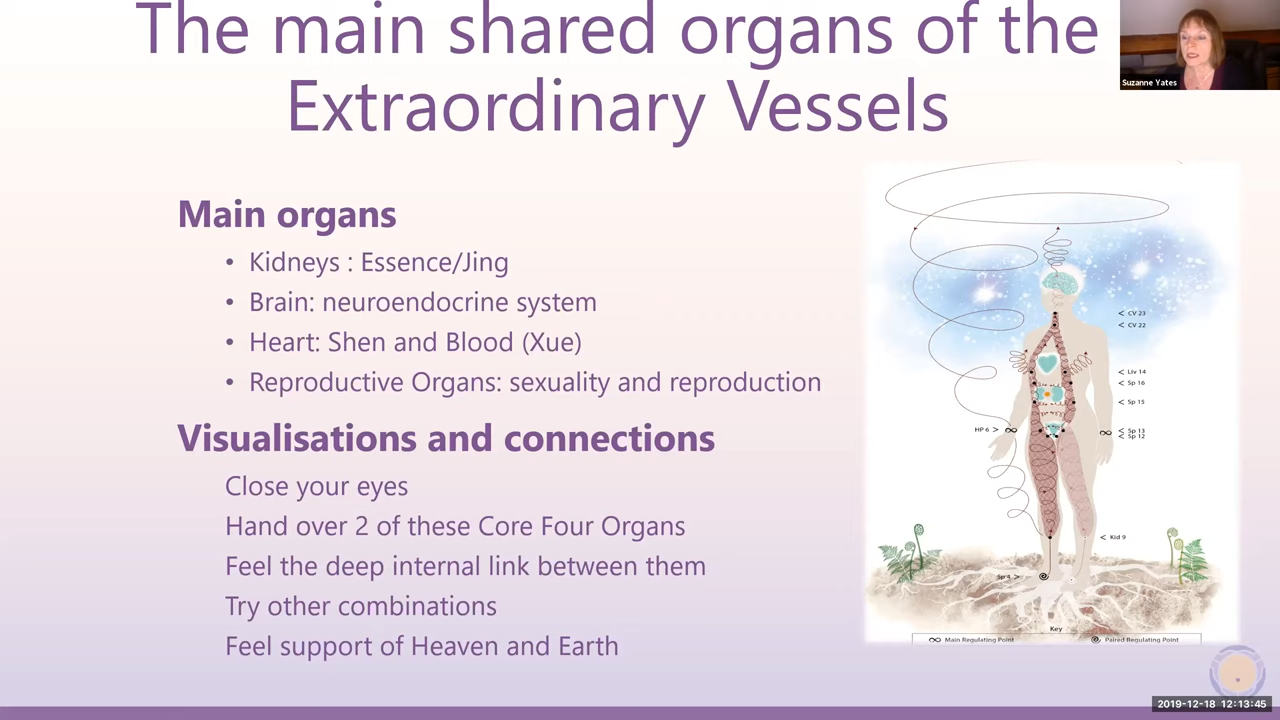 The main shared organs of the
Extraordinary Vessels
Suzanne Yates
Main organs
• Kidneys : Essence/Jing
• Brain: neuroendocrine system
• Heart: Shen and Blood (Xue)
• Reproductive Organs: sexuality and reproduction
Visualisations and connections
Close your eyes
Hand over 2 of these Core Four Organs
Feel the deep internal link between them
Try other combinations
Feel support of Heaven and Earth
< CV 23
< CV 22
< Liv 14
< Sp 16
< Sp 15
HP 6 >
< Sp 13
< Sp 12
< Kid 9
Sp 4 >
Key
Main Regulating Point
Paired Regulating Point
2019-12-18 12:13:45